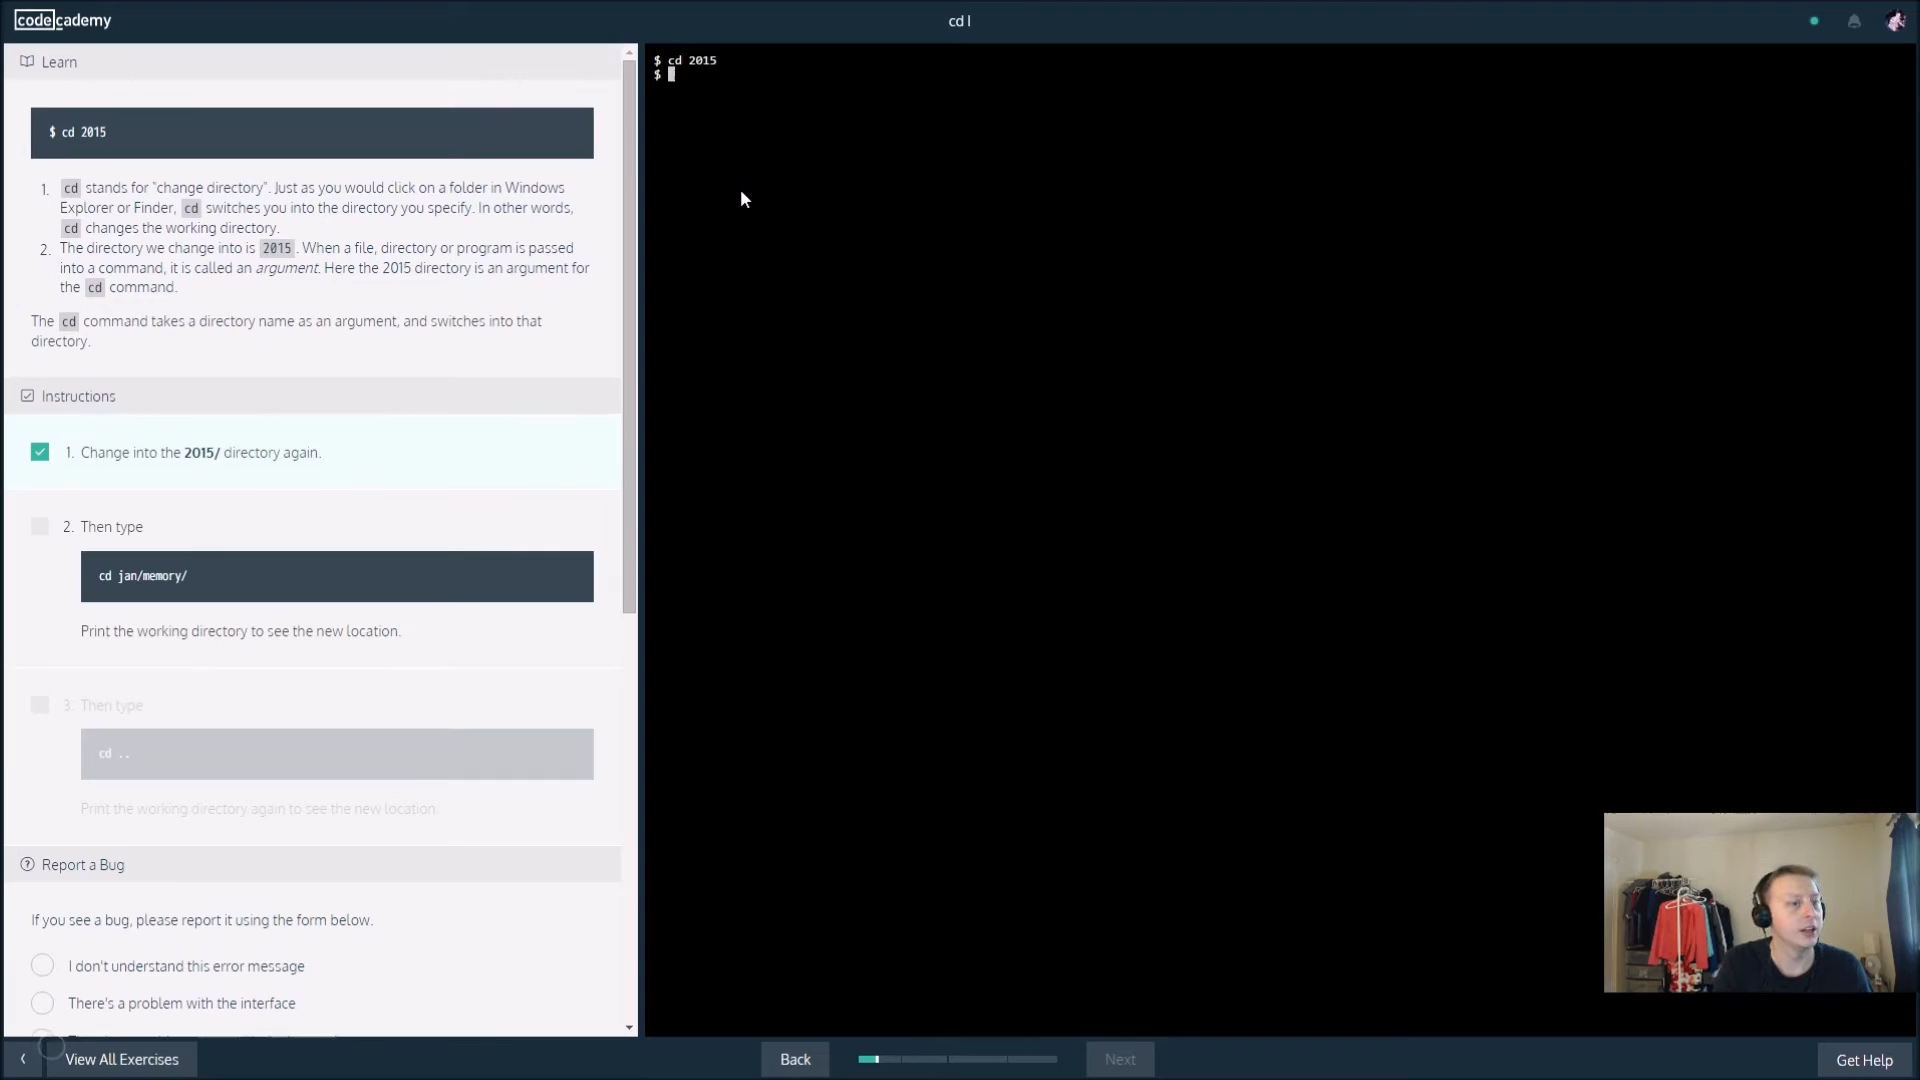 codecademy
cd I
Learn
$ cd 2015
$
$ cd 2015
1. cd stands for "change directory". Just as you would click on a folder in Windows
Explorer or Finder, cd switches you into the directory you specify. In other words,
cd changes the working directory.
2. The directory we change into is 2015. When a file, directory or program is passed
into a command, it is called an argument. Here the 2015 directory is an argument for
the cd command.
The cd command takes a directory name as an argument, and switches into that
directory.
Instructions
1. Change into the 2015/ directory again.
2. Then type
cd jan/memory/
Print the working directory to see the new location.
3. Then type
cd ..
Print the working directory again to see the new location.
Report a Bug
If you see a bug, please report it using the form below.
I don't understand this error message
There's a problem with the interface
View All Exercises
Back
Next
Get Help